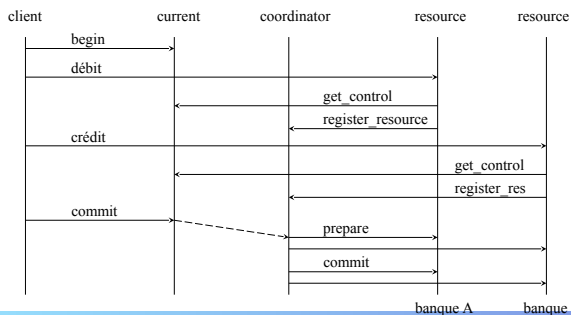 client current coordinator resource resource
begin
débit
get_control
register_resource
crédit
get_control
register_res
commit
prepare
commit
banque A banque